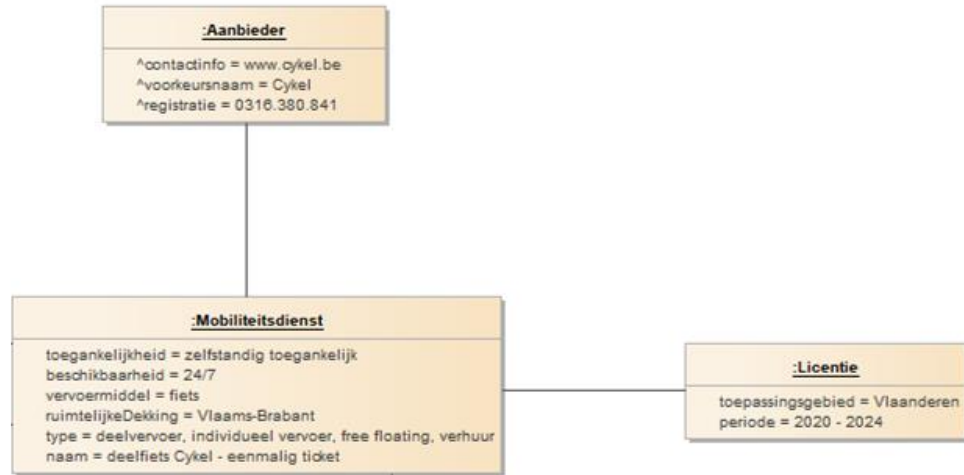 :Aanbieder
^contactinfo = www.cykel.be
^voorkeursnaam = Cykel
^registratie = 0316.380.841
:Mobiliteitsdienst
toegankelijkheid = zelfstandig toegankelijk
beschikbaarheid = 24/7
vervoermiddel = fiets
ruimtelijkeDekking = Vlaams-Brabant
type = deelvervoer, individueel vervoer, free floating, verhuur
naam = deelfiets Cykel - eenmalig ticket
:Licentie
toepassingsgebied = Vlaanderen
periode = 2020 - 2024